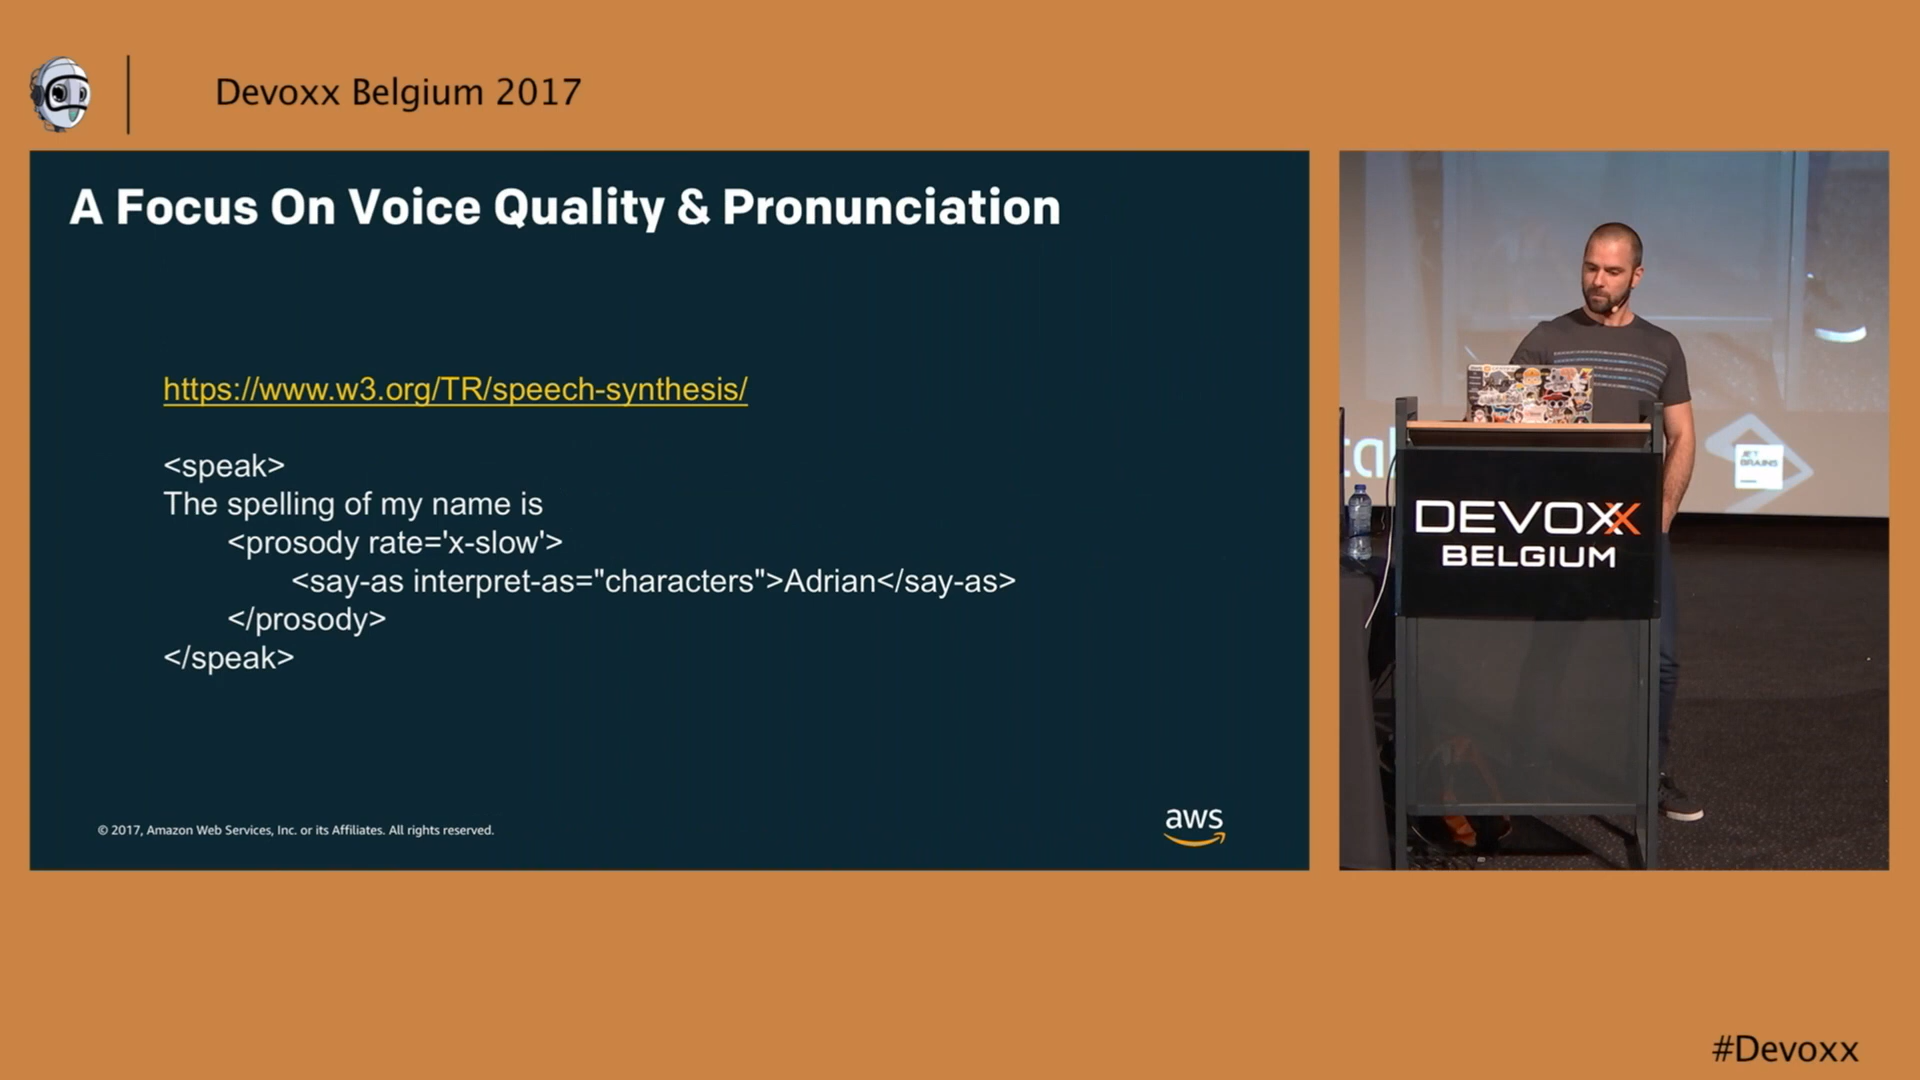 Devoxx Belgium 2017
A Focus On Voice Quality & Pronunciation
https://www.w3.org/TR/speech-synthesis/
<speak>
The spelling of my name is
<prosody rate='x-slow'>
<say-as interpret-as="characters">Adrian</say-as>
</prosody>
</speak>
© 2017, Amazon Web Services, Inc. or its Affiliates. All rights reserved.
aws
JET
BRAINS
DEVOXX
BELGIUM
#Devoxx